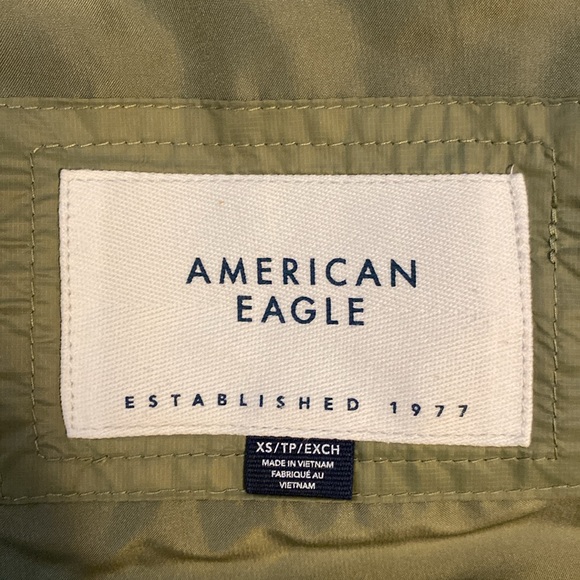 AMERICAN
EAGLE
ESTABLISHED 1977
XS/TP/EXCH
MADE IN VIETNAM
FABRIQUÉ AU
VIETNAM